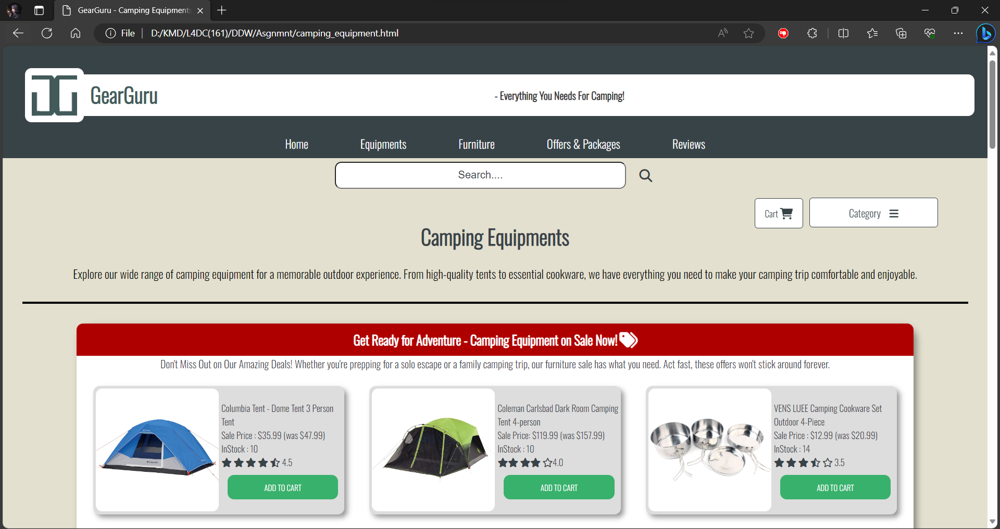 GearGuru - Camping Equipments
File
D:/KMD/L4DC(161)/DDW/Asgnmnt/camping_equipment.html
GearGuru
- Everything You Needs For Camping!
Home
Equipments
Furniture
Offers & Packages
Reviews
Search....
Cart
Category
Camping Equipments
Explore our wide range of camping equipment for a memorable outdoor experience. From high-quality tents to essential cookware, we have everything you need to make your camping trip comfortable and enjoyable.
Get Ready for Adventure - Camping Equipment on Sale Now!
Don't Miss Out on Our Amazing Deals! Whether you're prepping for a solo escape or a family camping trip, our furniture sale has what you need. Act fast, these offers won't stick around forever.
Columbia Tent - Dome Tent 3 Person
Tent
Sale Price : $35.99 (was $47.99)
InStock : 10
4.5
ADD TO CART
Coleman Carlsbad Dark Room Camping
Tent 4-person
Sale Price: $119.99 (was $157.99)
InStock : 10
4.0
ADD TO CART
VENS LUEE Camping Cookware Set
Outdoor 4-Piece
Sale Price : $12.99 (was $20.99)
InStock : 14
3.5
ADD TO CART